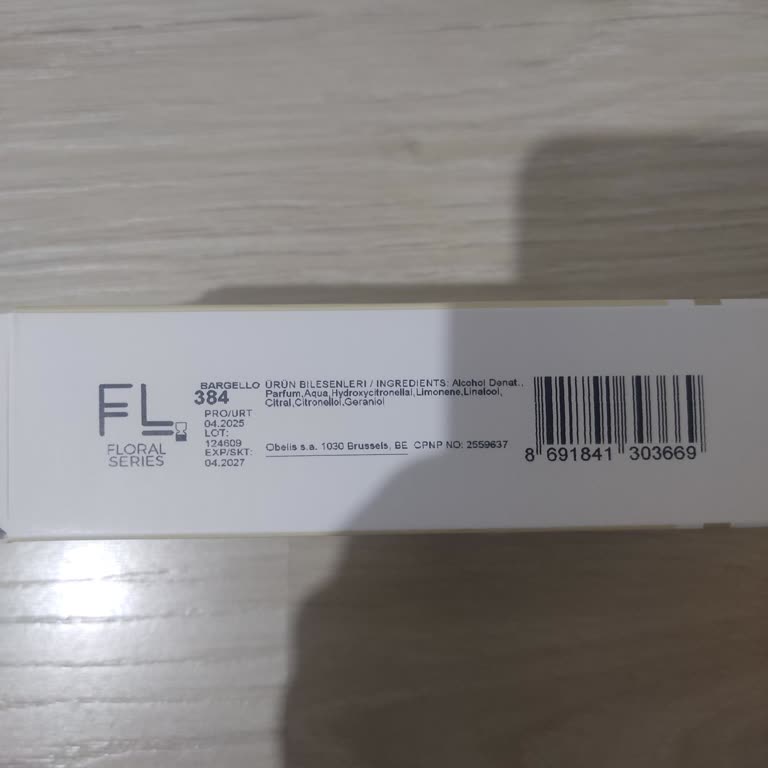 FL.
FLORAL
SERIES
BARGELLO
384
PRO/URT
04.2025
LOT:
124609
EXP/SKT:
04.2027
ÜRÜN BILESENLERI / INGREDIENTS: Alcohol Denat.,
Parfum,Aqua,Hydroxycitronellal,Limonene,Linalool,
Citral,Citronellol,Geraniol
Obelis s.a. 1030 Brussels, BE CPNP NO: 2559637
8 691841 303669